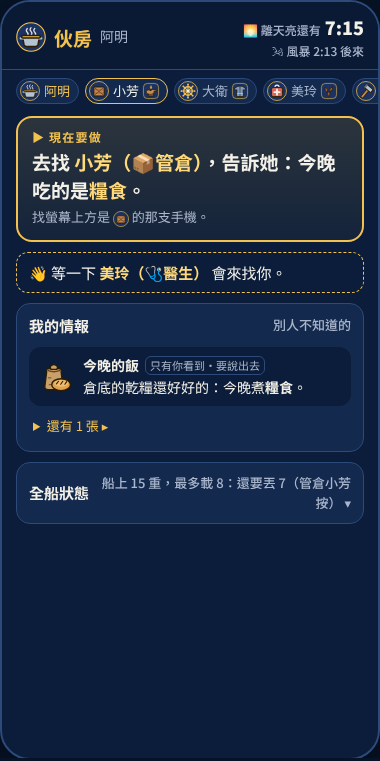 伙房 阿明
🌅 離天亮還有 7:15
🌬 風暴 2:13 後來
阿明 小芳 大衛 美玲
▶ 現在要做
去找 小芳（📦管倉），告訴她：今晚
吃的是糧食。
找螢幕上方是 的那支手機。
👋 等一下 美玲（🩺醫生） 會來找你。
我的情報 別人不知道的
今晚的飯 只有你看到・要說出去
倉底的乾糧還好好的：今晚煮糧食。
▶ 還有 1 張 ▸
全船狀態 船上 15 重，最多載 8：還要丟 7（管倉小芳
按） ▾